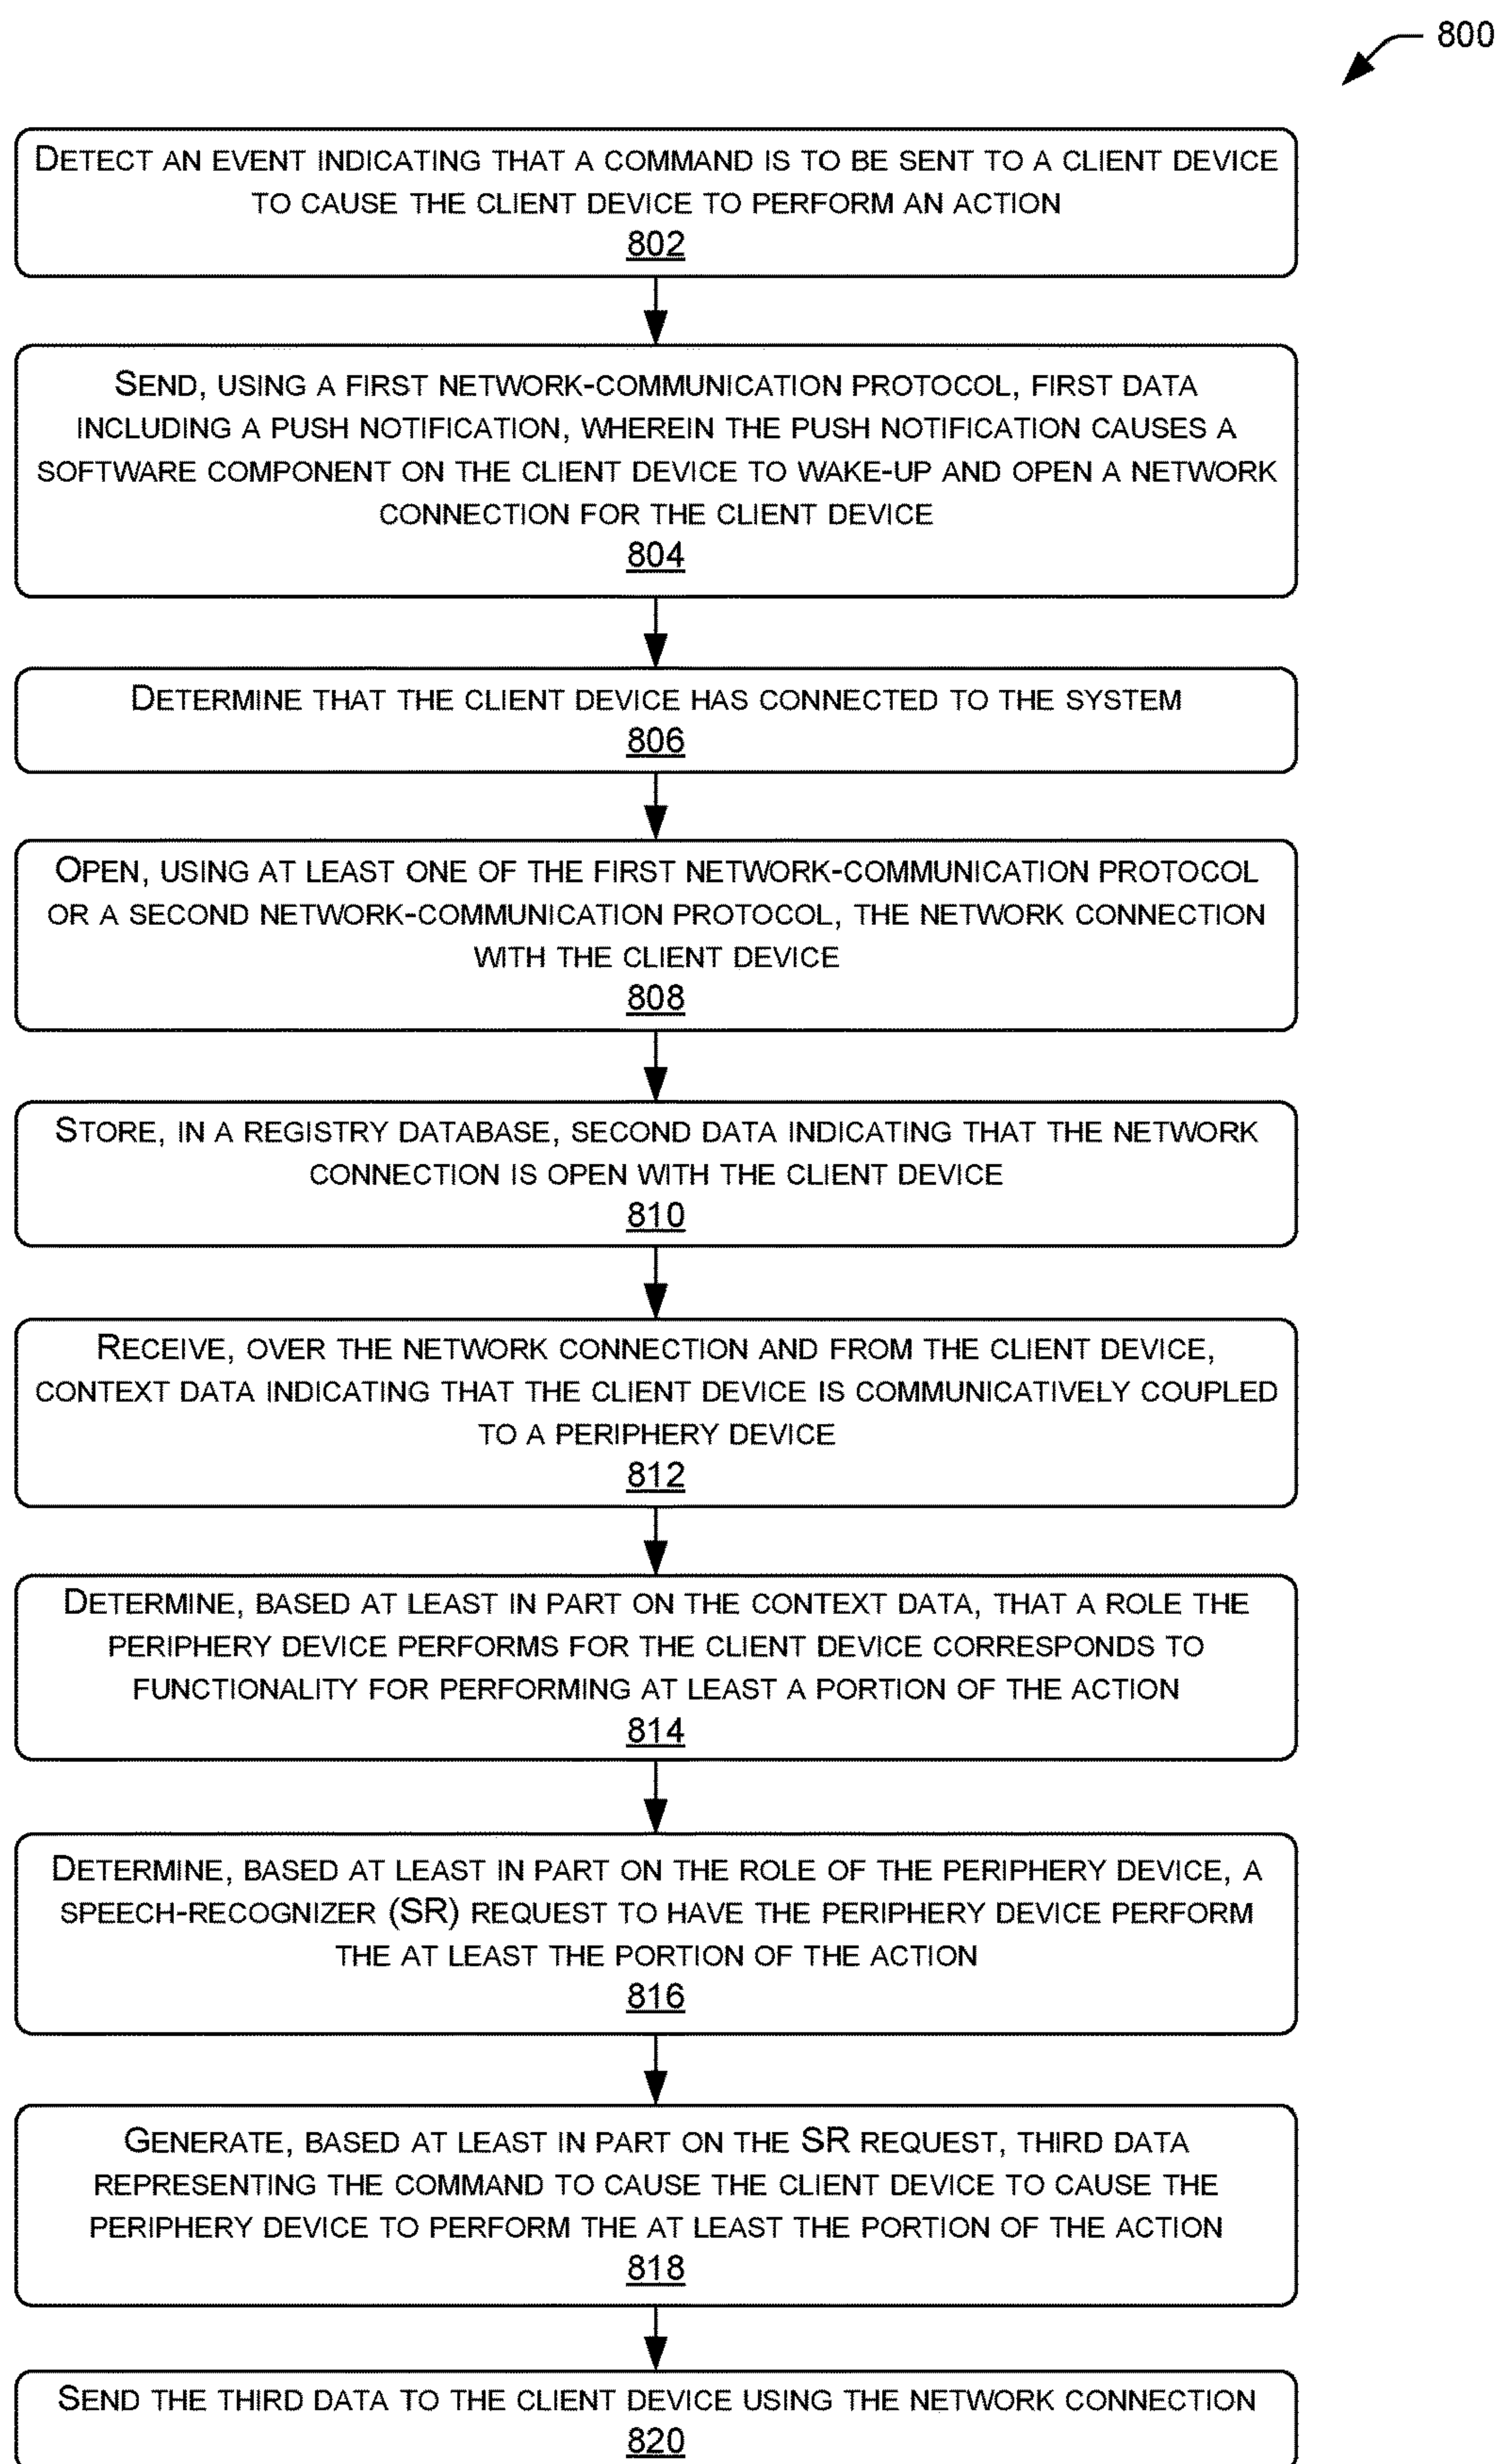 800
DETECT AN EVENT INDICATING THAT A COMMAND IS TO BE SENT TO A CLIENT DEVICE
TO CAUSE THE CLIENT DEVICE TO PERFORM AN ACTION
802
SEND, USING A FIRST NETWORK-COMMUNICATION PROTOCOL, FIRST DATA
INCLUDING A PUSH NOTIFICATION, WHEREIN THE PUSH NOTIFICATION CAUSES A
SOFTWARE COMPONENT ON THE CLIENT DEVICE TO WAKE-UP AND OPEN A NETWORK
CONNECTION FOR THE CLIENT DEVICE
804
DETERMINE THAT THE CLIENT DEVICE HAS CONNECTED TO THE SYSTEM
806
OPEN, USING AT LEAST ONE OF THE FIRST NETWORK-COMMUNICATION PROTOCOL
OR A SECOND NETWORK-COMMUNICATION PROTOCOL, THE NETWORK CONNECTION
WITH THE CLIENT DEVICE
808
STORE, IN A REGISTRY DATABASE, SECOND DATA INDICATING THAT THE NETWORK
CONNECTION IS OPEN WITH THE CLIENT DEVICE
810
RECEIVE, OVER THE NETWORK CONNECTION AND FROM THE CLIENT DEVICE,
CONTEXT DATA INDICATING THAT THE CLIENT DEVICE IS COMMUNICATIVELY COUPLED
TO A PERIPHERY DEVICE
812
DETERMINE, BASED AT LEAST IN PART ON THE CONTEXT DATA, THAT A ROLE THE
PERIPHERY DEVICE PERFORMS FOR THE CLIENT DEVICE CORRESPONDS TO
FUNCTIONALITY FOR PERFORMING AT LEAST A PORTION OF THE ACTION
814
DETERMINE, BASED AT LEAST IN PART ON THE ROLE OF THE PERIPHERY DEVICE, A
SPEECH-RECOGNIZER (SR) REQUEST TO HAVE THE PERIPHERY DEVICE PERFORM
THE AT LEAST THE PORTION OF THE ACTION
816
GENERATE, BASED AT LEAST IN PART ON THE SR REQUEST, THIRD DATA
REPRESENTING THE COMMAND TO CAUSE THE CLIENT DEVICE TO CAUSE THE
PERIPHERY DEVICE TO PERFORM THE AT LEAST THE PORTION OF THE ACTION
818
SEND THE THIRD DATA TO THE CLIENT DEVICE USING THE NETWORK CONNECTION
820